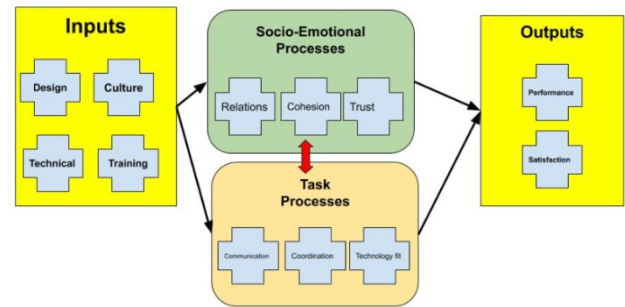 Inputs
Design
Culture
Technical
Training
Socio-Emotional
Processes
Relations
Cohesion
Trust
Task
Processes
Communication
Coordination
Technology fit
Outputs
Performance
Satisfaction